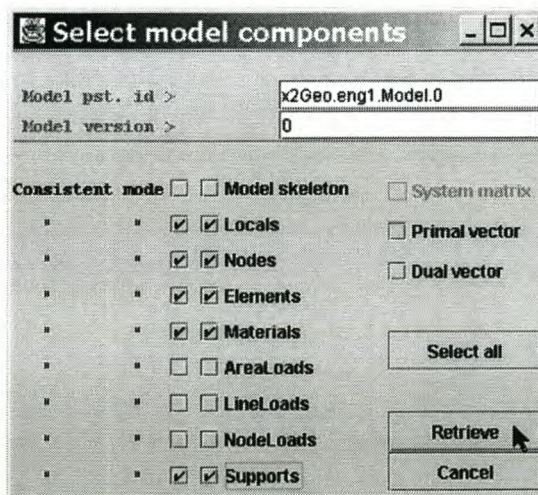 Select model components
Model pst. id > x2Geo.eng1.Model.0
Model version > 0
Consistent mode Model skeleton
" " Locals
" " Nodes
" " Elements
" " Materials
" " AreaLoads
" " LineLoads
" " NodeLoads
" " Supports
System matrix
Primal vector
Dual vector
Select all
Retrieve
Cancel